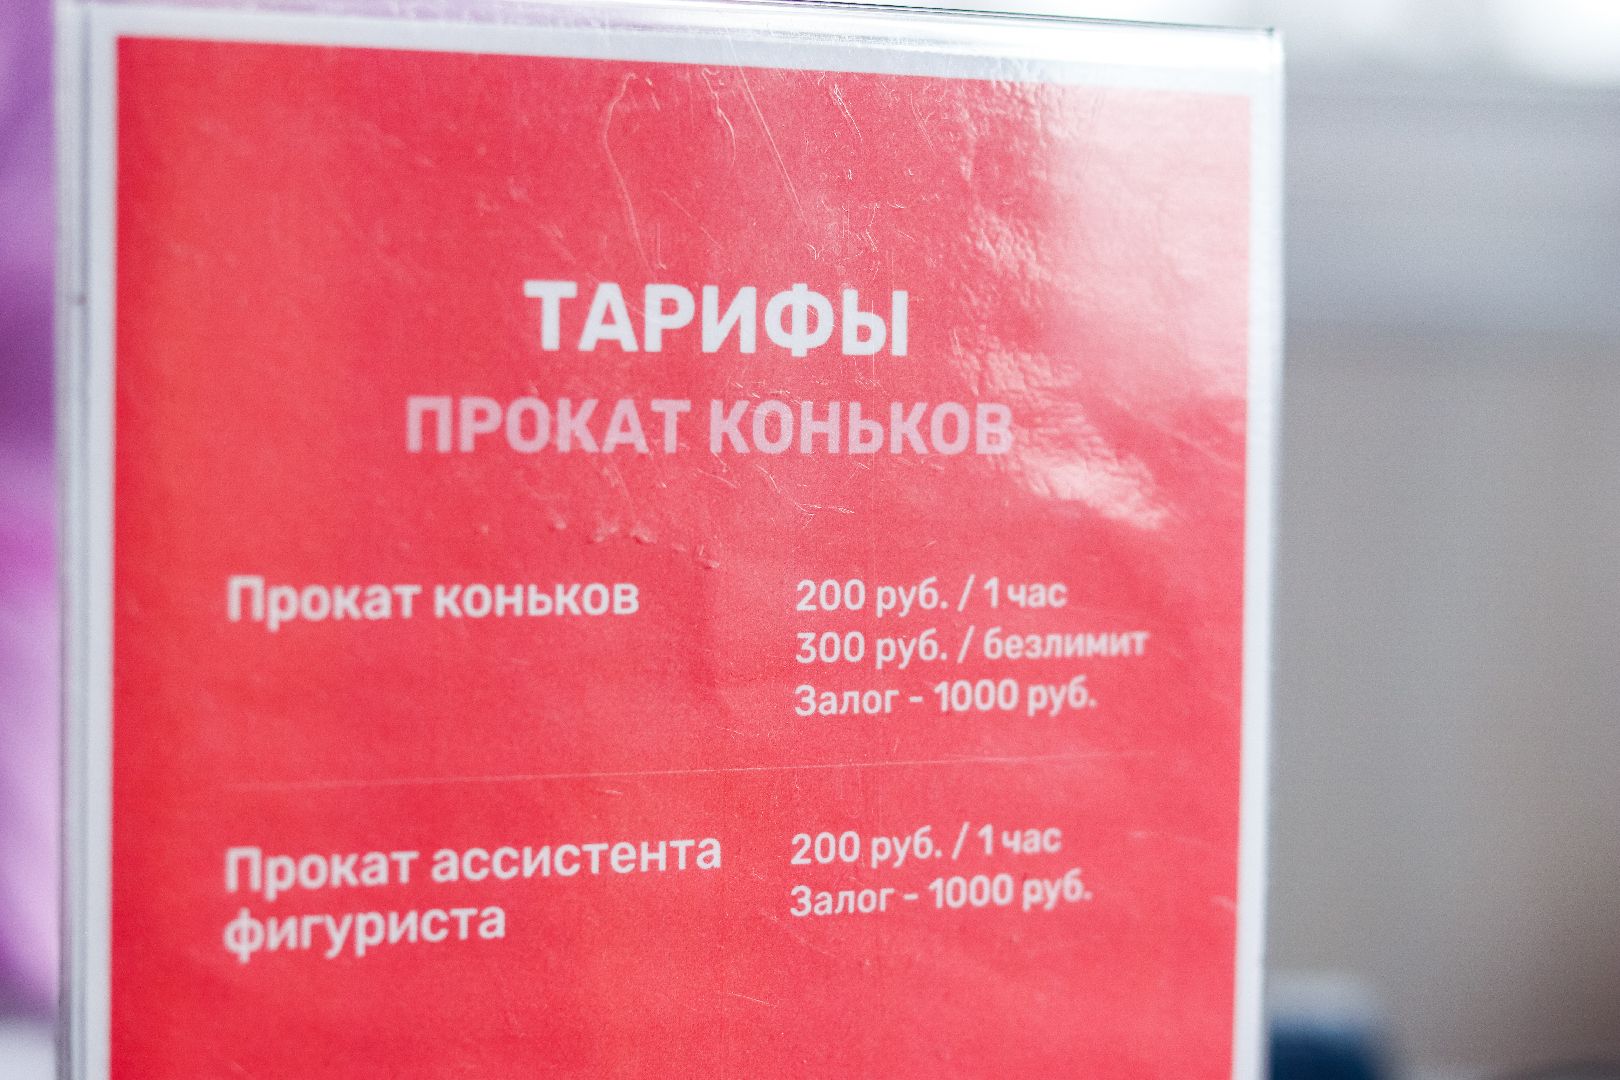 ТАРИФЫ
ПРОКАТ КОНЬКОВ
Прокат коньков
200 руб. / 1 час
300 руб. / безлимит
Залог - 1000 руб.
Прокат ассистента
фигуриста
200 руб. / 1 час
Залог - 1000 руб.